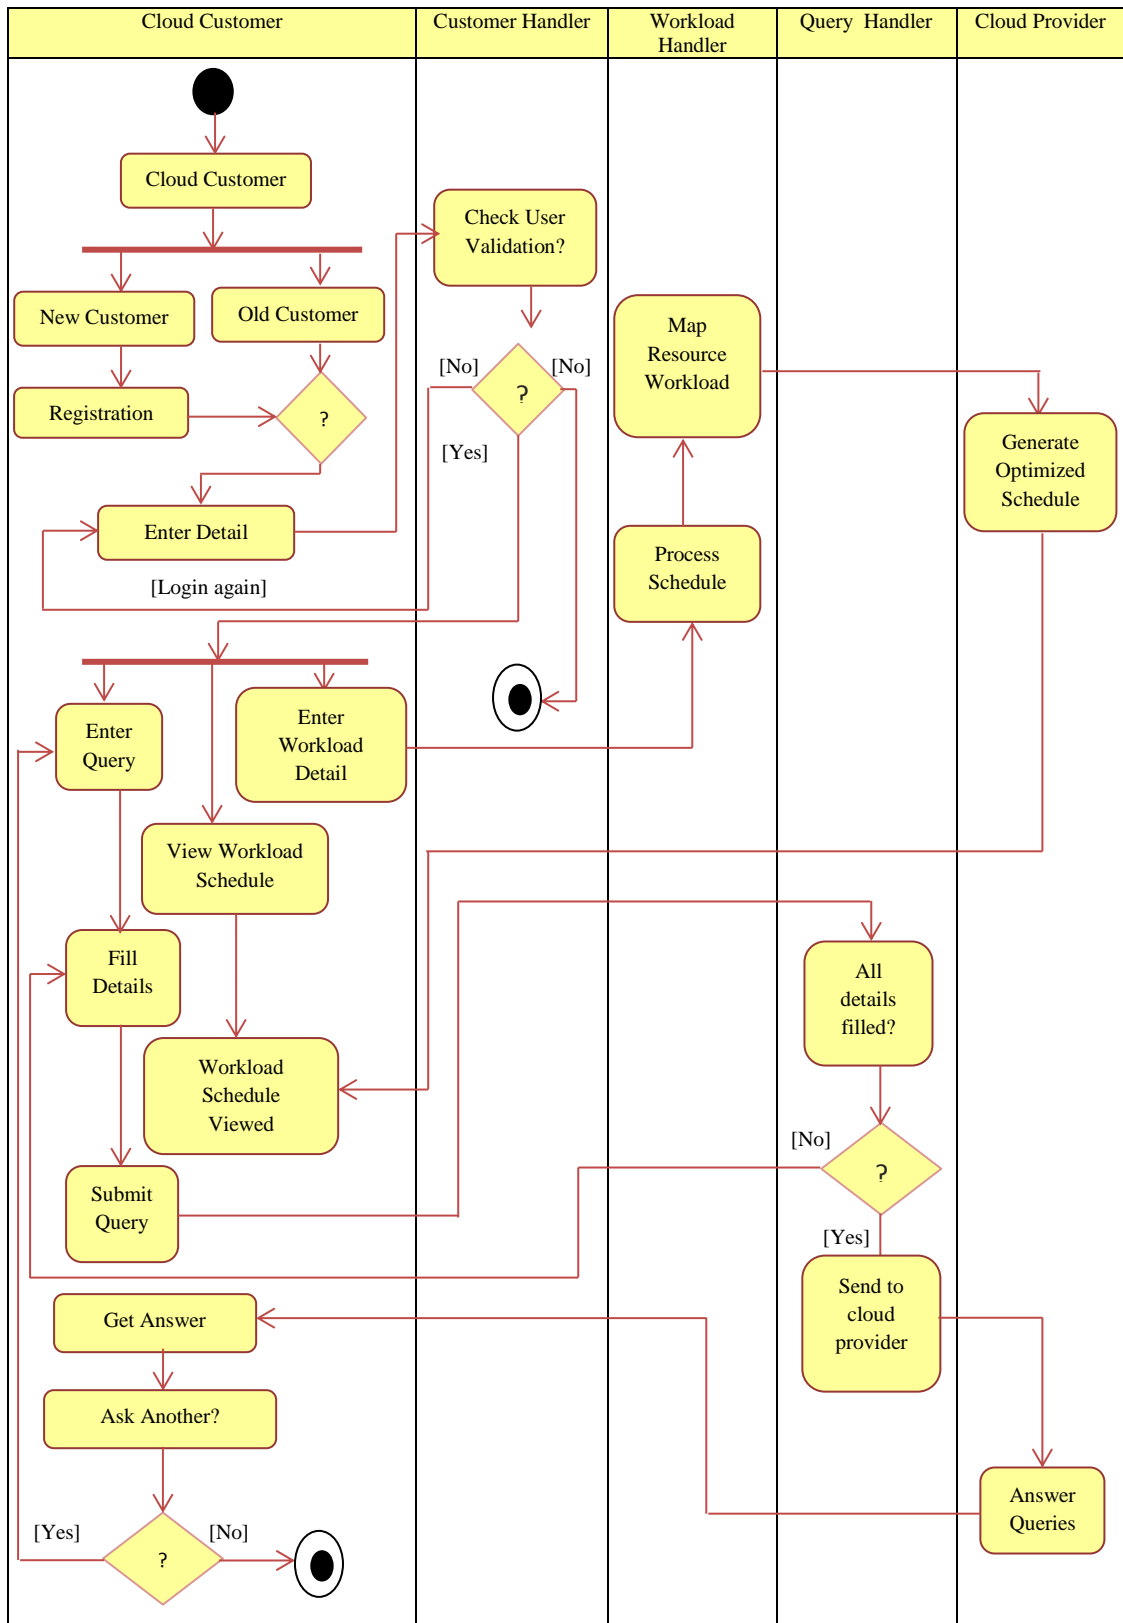 Cloud Customer
Customer Handler
Workload
Handler
Query Handler
Cloud Provider
Cloud Customer
New Customer
Old Customer
Registration
?
Enter Detail
[Login again]
Check User
Validation?
[No]
[No]
?
[Yes]
Map
Resource
Workload
Process
Schedule
Generate
Optimized
Schedule
Enter
Query
Enter
Workload
Detail
View Workload
Schedule
Fill
Details
Workload
Schedule
Viewed
Submit
Query
All
details
filled?
[No]
?
[Yes]
Send to
cloud
provider
Answer
Queries
Get Answer
Ask Another?
[Yes]
?
[No]